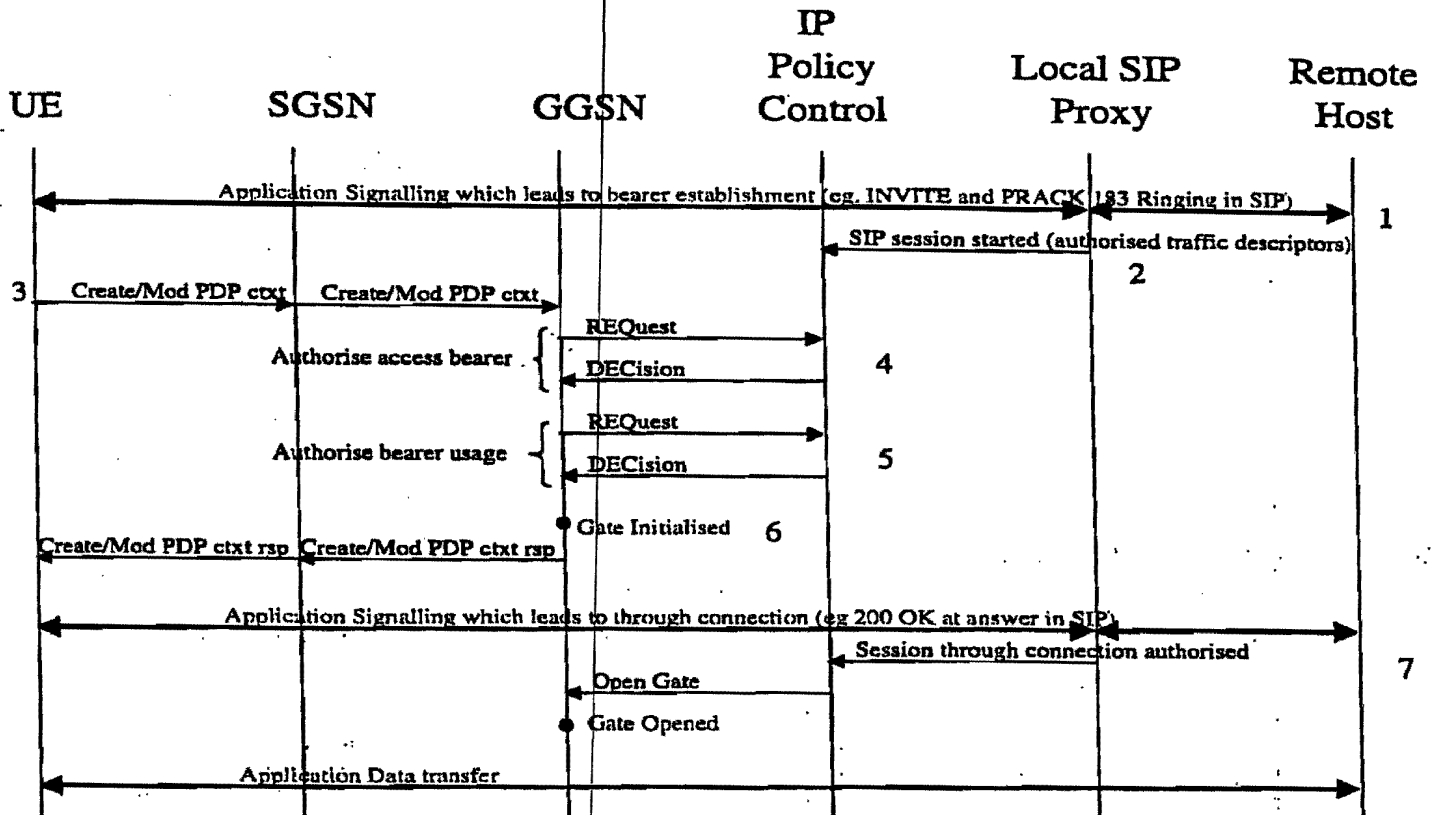 IP
Policy
Control
Local SIP
Proxy
Remote
Host
UE
SGSN
GGSN
Application Signalling which leads to bearer establishment (eg. INVITE and PRACK 183 Ringing in SIP)
1
SIP session started (authorised traffic descriptors)
2
3
Create/Mod PDP ctxt
Create/Mod PDP ctxt
REQuest
Authorise access bearer
4
DECision
REQuest
Authorise bearer usage
5
DECision
Gate Initialised
6
Create/Mod PDP ctxt rsp
Create/Mod PDP ctxt rsp
Application Signalling which leads to through connection (eg 200 OK at answer in SIP)
Session through connection authorised
7
Open Gate
Gate Opened
Application Data transfer